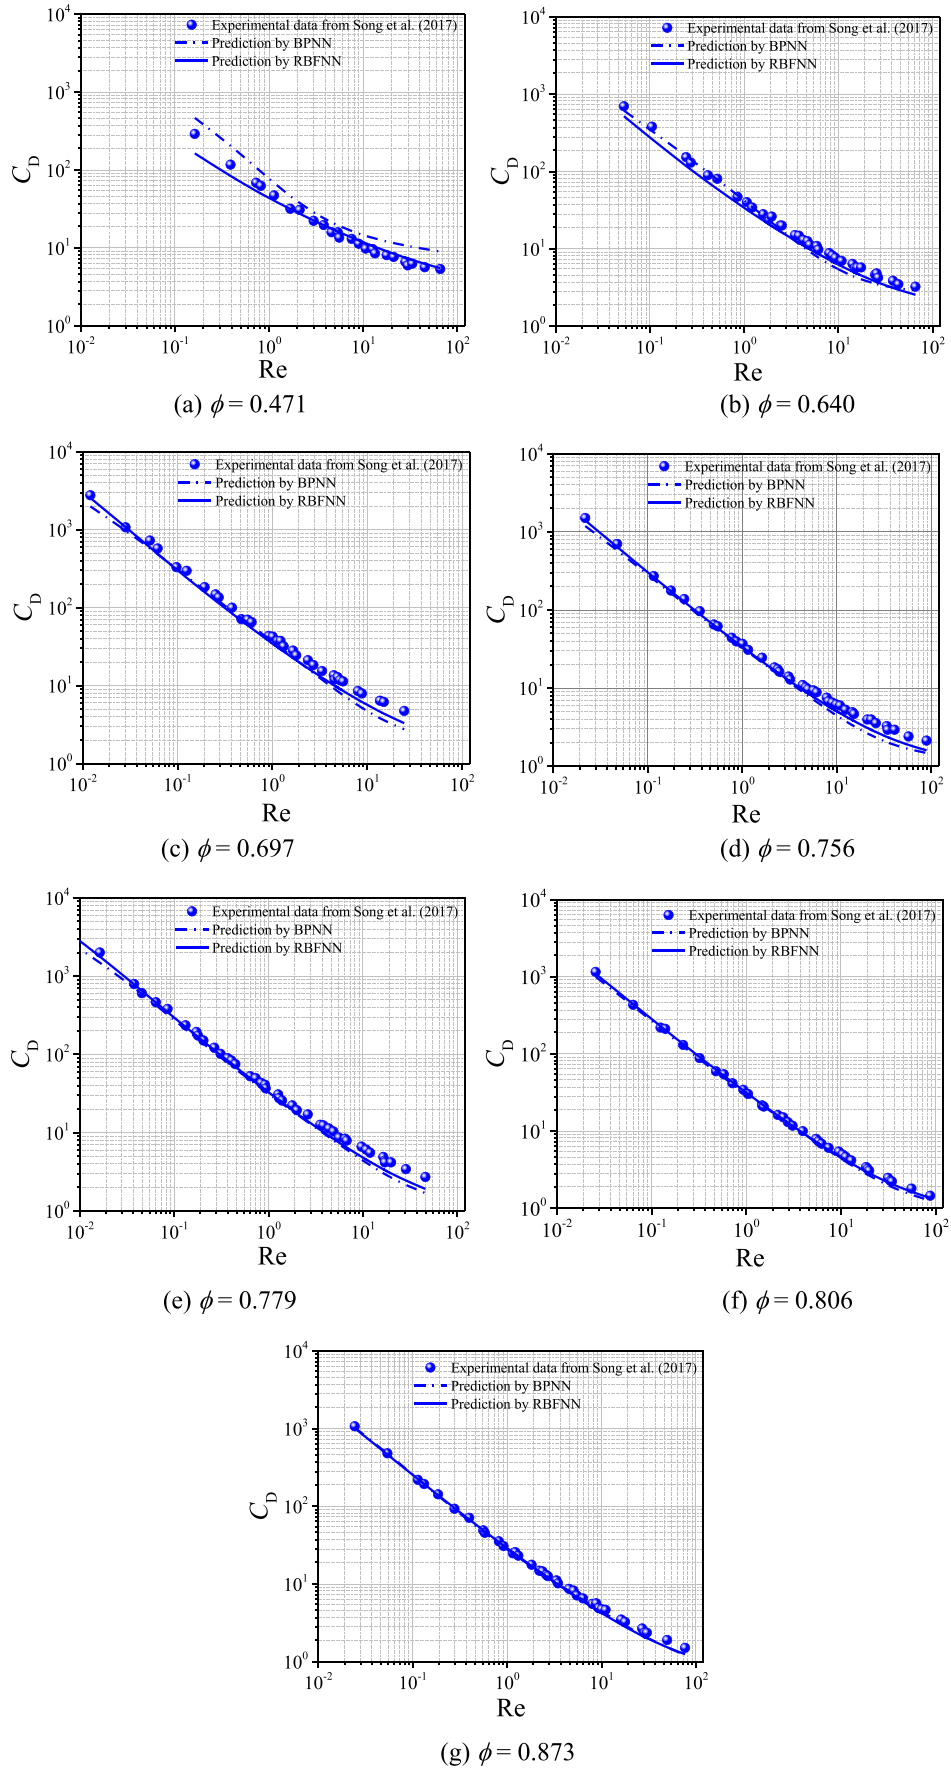 10^4
10^3
10^2
10^1
10^0
C_D
Experimental data from Song et al. (2017)
Prediction by BPNN
Prediction by RBFNN
10^-2 10^-1 10^0 10^1 10^2
Re
(a) ϕ = 0.471
10^4
10^3
10^2
10^1
10^0
C_D
Experimental data from Song et al. (2017)
Prediction by BPNN
Prediction by RBFNN
10^-2 10^-1 10^0 10^1 10^2
Re
(b) ϕ = 0.640
10^4
10^3
10^2
10^1
10^0
C_D
Experimental data from Song et al. (2017)
Prediction by BPNN
Prediction by RBFNN
10^-2 10^-1 10^0 10^1 10^2
Re
(c) ϕ = 0.697
10^4
10^3
10^2
10^1
10^0
C_D
Experimental data from Song et al. (2017)
Prediction by BPNN
Prediction by RBFNN
10^-2 10^-1 10^0 10^1 10^2
Re
(d) ϕ = 0.756
10^4
10^3
10^2
10^1
10^0
C_D
Experimental data from Song et al. (2017)
Prediction by BPNN
Prediction by RBFNN
10^-2 10^-1 10^0 10^1 10^2
Re
(e) ϕ = 0.779
10^4
10^3
10^2
10^1
10^0
C_D
Experimental data from Song et al. (2017)
Prediction by BPNN
Prediction by RBFNN
10^-2 10^-1 10^0 10^1 10^2
Re
(f) ϕ = 0.806
10^4
10^3
10^2
10^1
10^0
C_D
Experimental data from Song et al. (2017)
Prediction by BPNN
Prediction by RBFNN
10^-2 10^-1 10^0 10^1 10^2
Re
(g) ϕ = 0.873